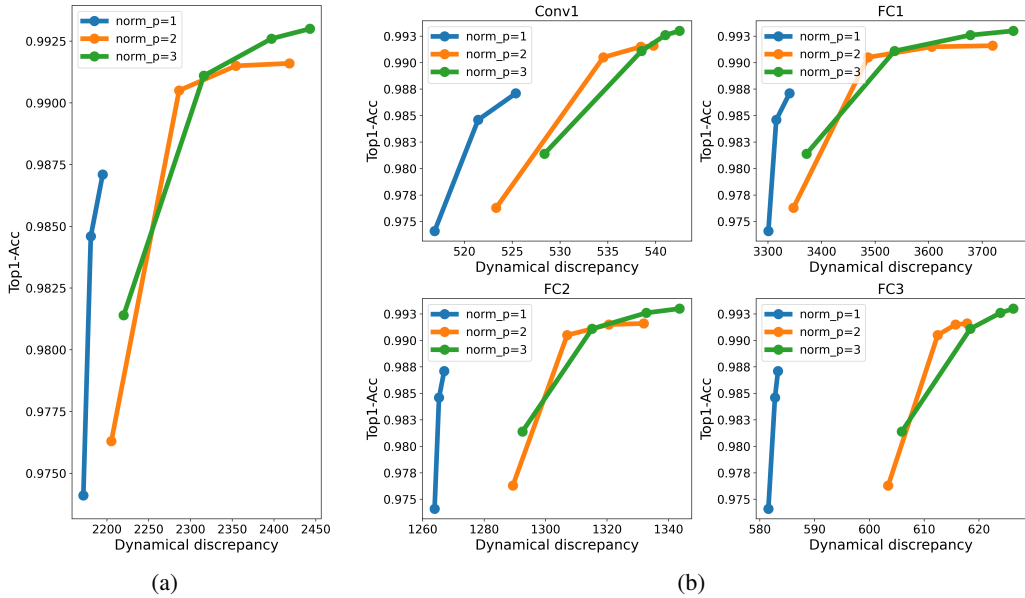 norm_p=1
norm_p=2
norm_p=3
0.9925
0.9900
0.9875
0.9850
0.9825
0.9800
0.9775
0.9750
Top1-Acc
2200 2250 2300 2350 2400 2450
Dynamical discrepancy
(a)
Conv1
norm_p=1
norm_p=2
norm_p=3
0.993
0.990
0.988
0.985
0.983
0.980
0.978
0.975
Top1-Acc
520 525 530 535 540
Dynamical discrepancy
FC1
norm_p=1
norm_p=2
norm_p=3
0.993
0.990
0.988
0.985
0.983
0.980
0.978
0.975
Top1-Acc
3300 3400 3500 3600 3700
Dynamical discrepancy
FC2
norm_p=1
norm_p=2
norm_p=3
0.993
0.990
0.988
0.985
0.983
0.980
0.978
0.975
Top1-Acc
1260 1280 1300 1320 1340
Dynamical discrepancy
FC3
norm_p=1
norm_p=2
norm_p=3
0.993
0.990
0.988
0.985
0.983
0.980
0.978
0.975
Top1-Acc
580 590 600 610 620
Dynamical discrepancy
(b)